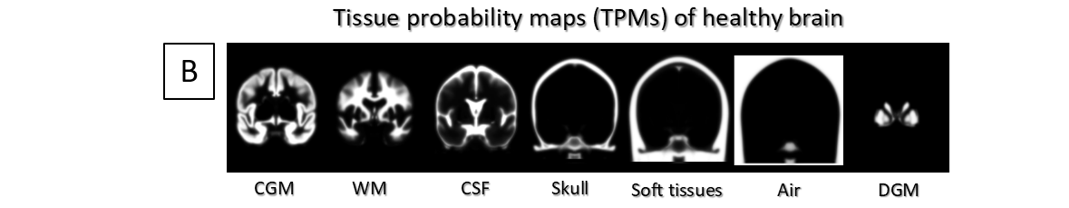 Tissue probability maps (TPMs) of healthy brain
B
CGM WM CSF Skull Soft tissues Air DGM